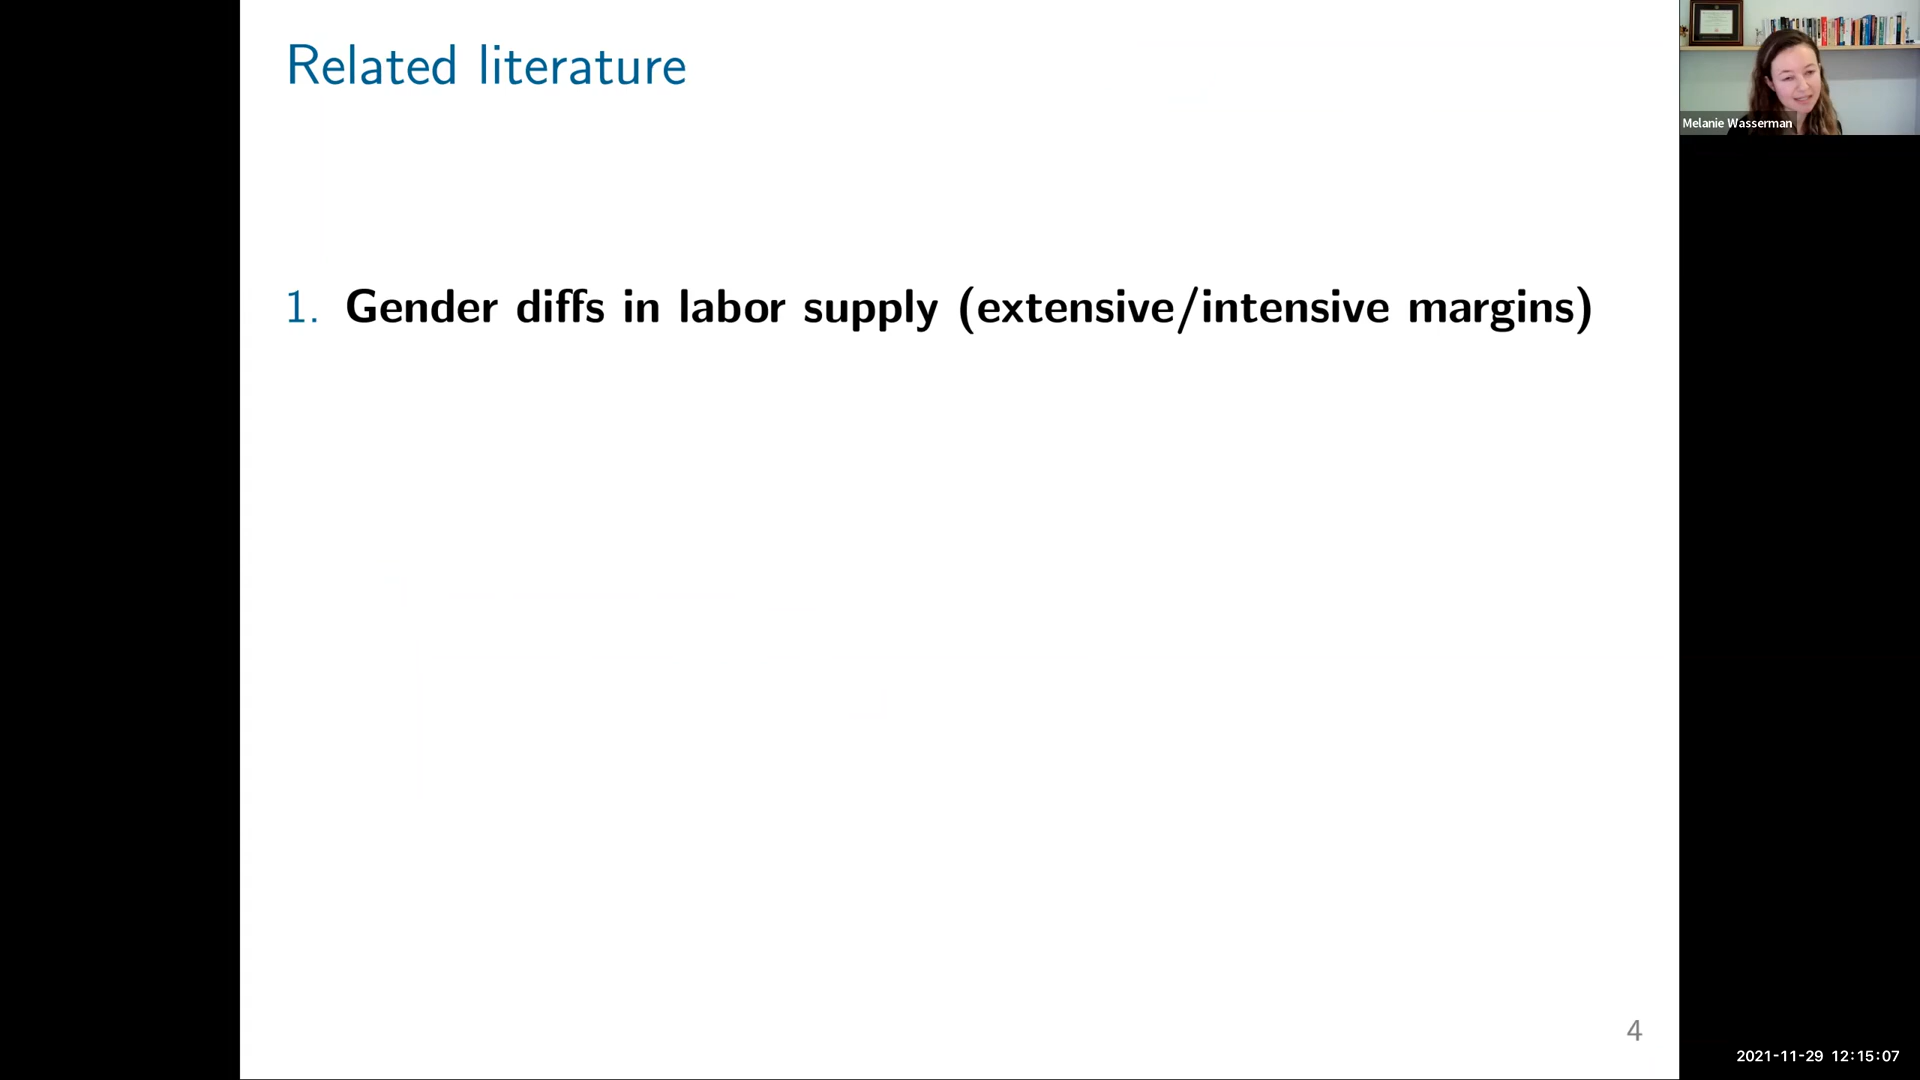 Related literature
Melanie Wasserman
1. Gender diffs in labor supply (extensive/intensive margins)
4
2021-11-29 12:15:07